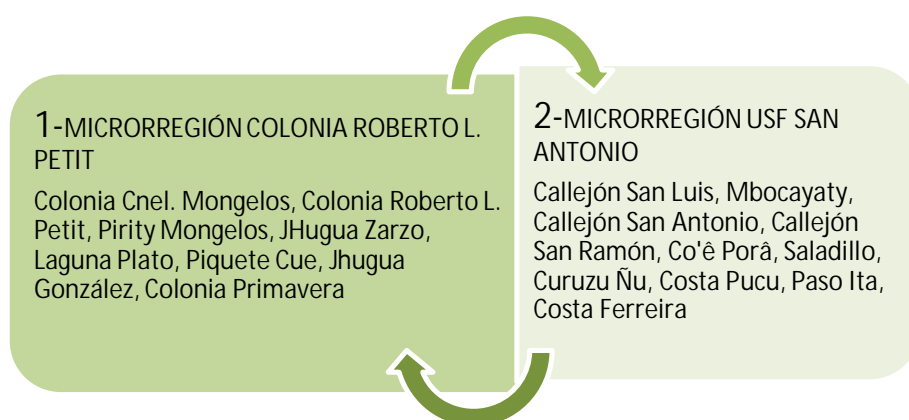 1-MICRORREGIÓN COLONIA ROBERTO L.
PETIT
Colonia Cnel. Mongelos, Colonia Roberto L.
Petit, Pirity Mongelos, JHugua Zarzo,
Laguna Plato, Piquete Cue, Jhugua
González, Colonia Primavera
2-MICRORREGIÓN USF SAN
ANTONIO
Callejón San Luis, Mbocayaty,
Callejón San Antonio, Callejón
San Ramón, Co'ê Porâ, Saladillo,
Curuzu Ñu, Costa Pucu, Paso Ita,
Costa Ferreira